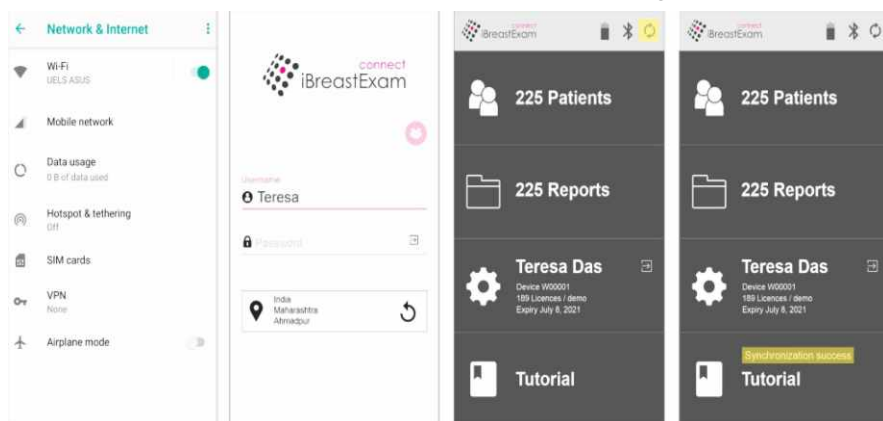 Network & Internet
Wi-Fi
UELS ASUS
Mobile network
Data usage
0 B of data used
Hotspot & tethering
Off
SIM cards
VPN
None
Airplane mode
connect
iBreastExam
Username
Teresa
Password
India
Maharashtra
Ahmadpur
connect
iBreastExam
225 Patients
225 Reports
Teresa Das
Device W00001
189 Licences / demo
Expiry July 8, 2021
Tutorial
connect
iBreastExam
225 Patients
225 Reports
Teresa Das
Device W00001
189 Licences / demo
Expiry July 8, 2021
Synchronization success
Tutorial